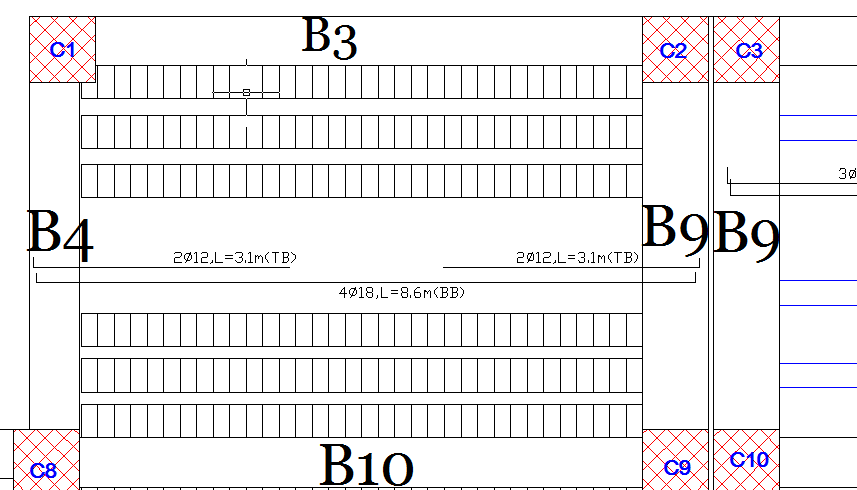 C1
B3
C2
C3
3Ø
B4
B9
B9
2Ø12,L=3.1m(TB)
2Ø12,L=3.1m(TB)
4Ø18,L=8.6m(BB)
C8
B10
C9
C10